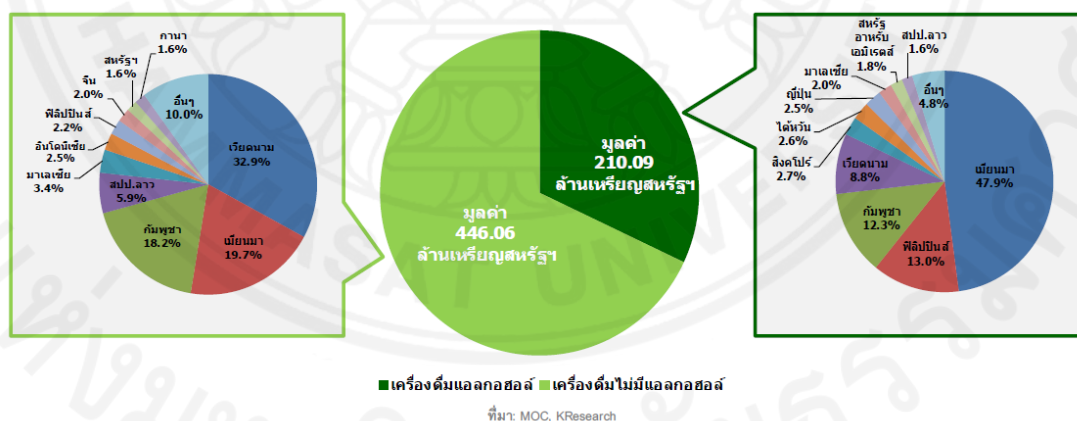 กานา
1.6%
สหรัฐฯ
1.6%
จีน
2.0%
ฟิลิปปินส์
2.2%
อินโดนีเซีย
2.5%
มาเลเซีย
3.4%
สปป.ลาว
5.9%
กัมพูชา
18.2%
เมียนมา
19.7%
เวียดนาม
32.9%
อื่นๆ
10.0%
มูลค่า
446.06
ล้านเหรียญสหรัฐฯ
มูลค่า
210.09
ล้านเหรียญสหรัฐฯ
สหรัฐ
อาหรับ
เอมิเรตส์
1.8%
สปป.ลาว
1.6%
มาเลเซีย
2.0%
ญี่ปุ่น
2.5%
ไต้หวัน
2.6%
สิงคโปร์
2.7%
เวียดนาม
8.8%
กัมพูชา
12.3%
ฟิลิปปินส์
13.0%
เมียนมา
47.9%
อื่นๆ
4.8%
เครื่องดื่มแอลกอฮอล์ เครื่องดื่มไม่มีแอลกอฮอล์
ที่มา: MOC, KResearch